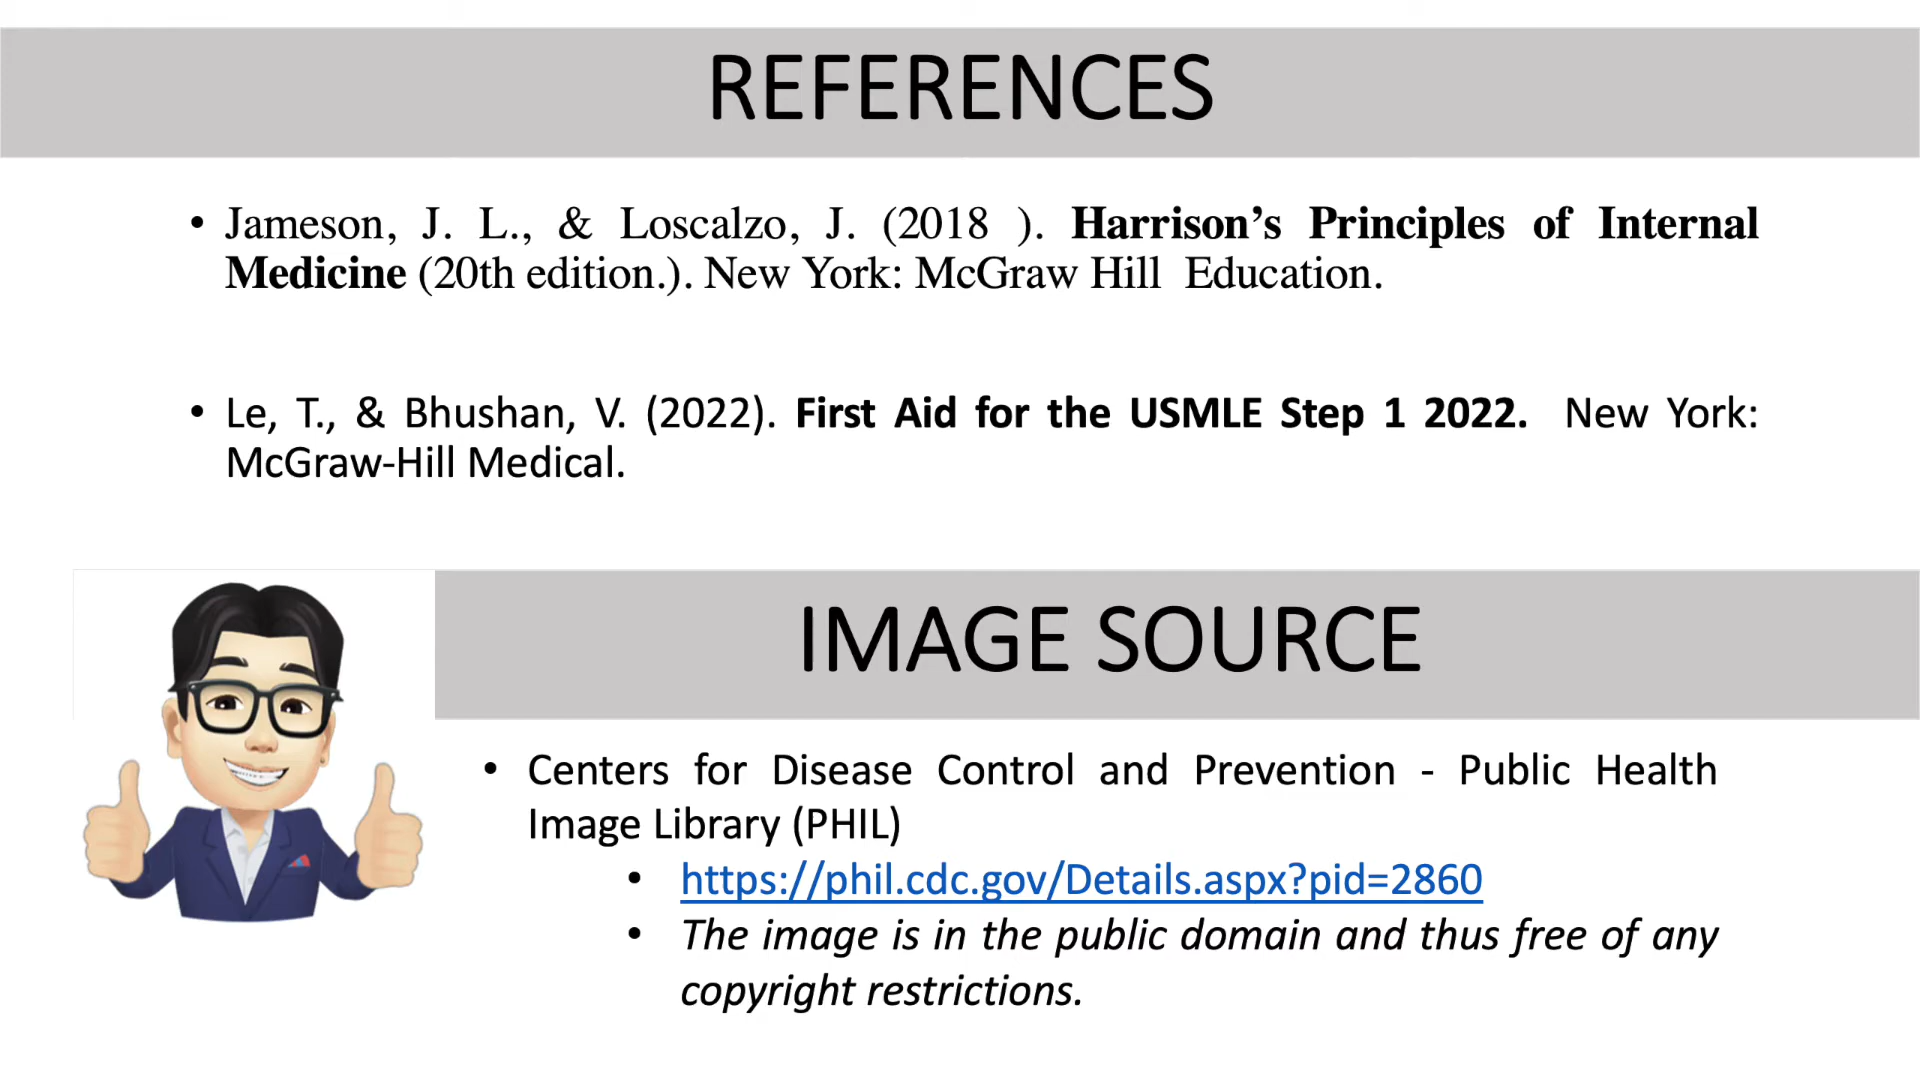 REFERENCES
• Jameson, J. L., & Loscalzo, J. (2018 ). Harrison’s Principles of Internal
Medicine (20th edition.). New York: McGraw Hill  Education.
• Le, T., & Bhushan, V. (2022). First Aid for the USMLE Step 1 2022.  New York:
McGraw-Hill Medical.
IMAGE SOURCE
• Centers for Disease Control and Prevention - Public Health
Image Library (PHIL)
• https://phil.cdc.gov/Details.aspx?pid=2860
• The image is in the public domain and thus free of any
copyright restrictions.